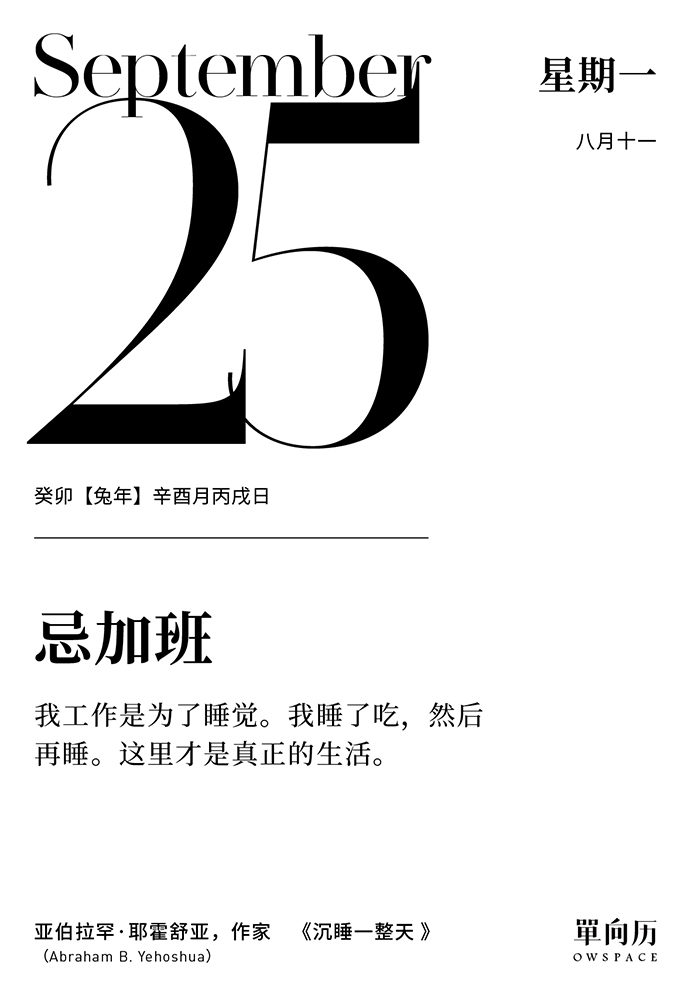 September
星期一
八月十一
25
癸卯【兔年】辛酉月丙戌日
忌加班
我工作是为了睡觉。我睡了吃，然后
再睡。这里才是真正的生活。
亚伯拉罕·耶霍舒亚，作家 《沉睡一整天 》
（Abraham B. Yehoshua）
單向历
OWSPACE